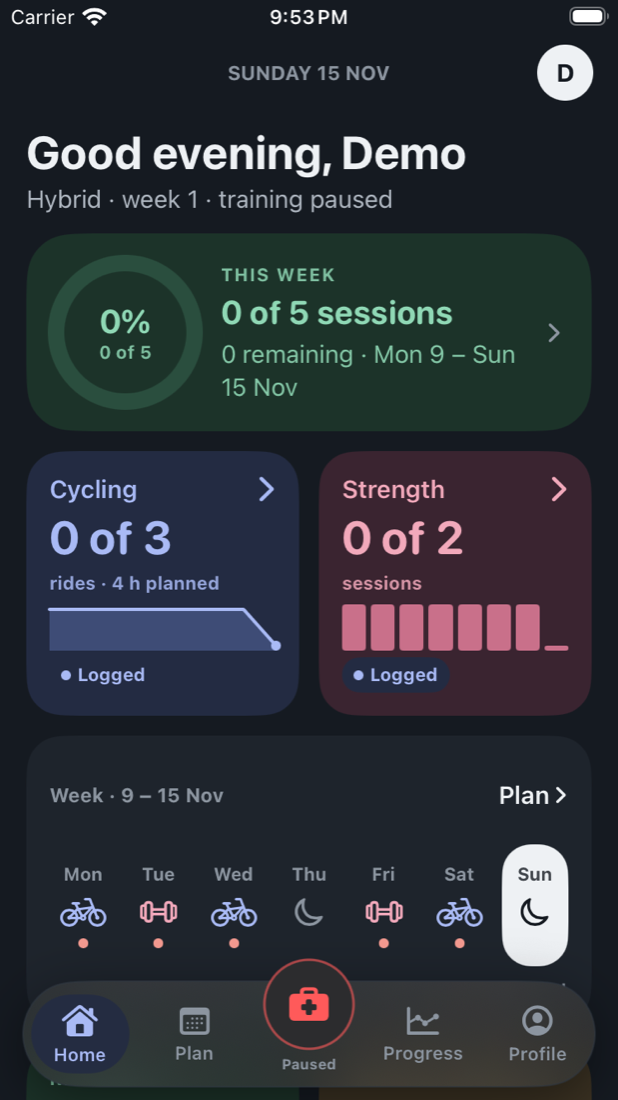 Carrier 9:53 PM
SUNDAY 15 NOV
D
Good evening, Demo
Hybrid · week 1 · training paused
THIS WEEK
0%
0 of 5
0 of 5 sessions
0 remaining · Mon 9 – Sun
15 Nov
Cycling
0 of 3
rides · 4 h planned
Logged
Strength
0 of 2
sessions
Logged
Week · 9 – 15 Nov
Plan
Mon Tue Wed Thu Fri Sat Sun
Home Plan Paused Progress Profile